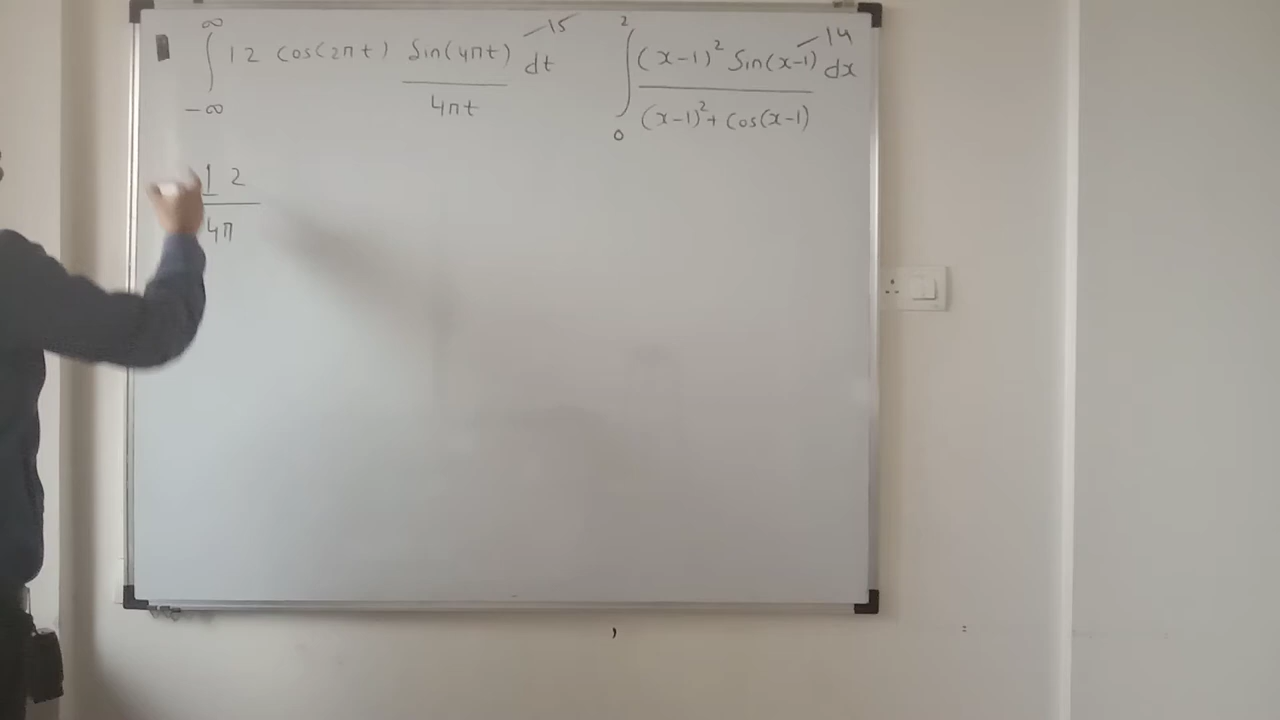 ∫_{-∞}^{∞} 12 cos(2πt) sin(4πt)/4πt dt —15
∫_{0}^{2} (x-1)² Sin(x-1)/(x-1)²+ cos(x-1) dx —14
12/4π